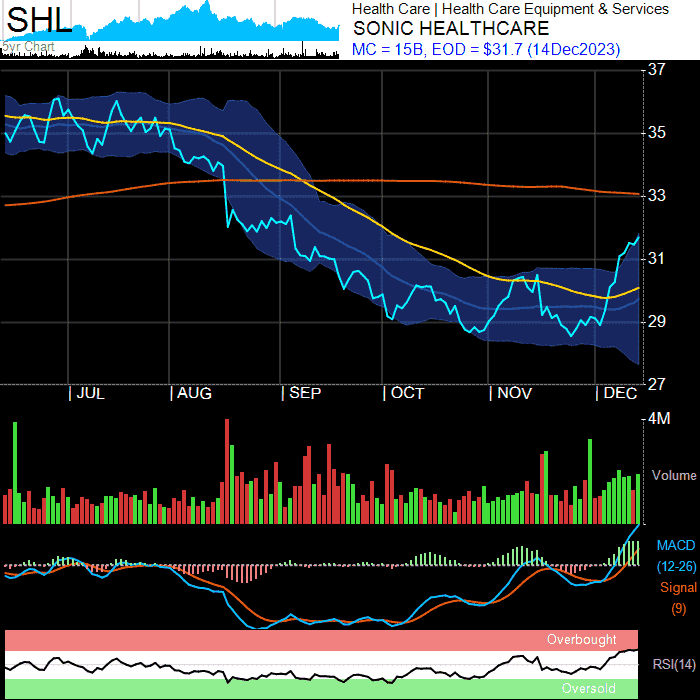 SHL
5yr Chart
Health Care | Health Care Equipment & Services
SONIC HEALTHCARE
MC = 15B, EOD = $31.7 (14Dec2023)
37
35
33
31
29
27
JUL AUG SEP OCT NOV DEC
4M
Volume
MACD
(12-26)
Signal
(9)
Overbought
RSI(14)
Oversold